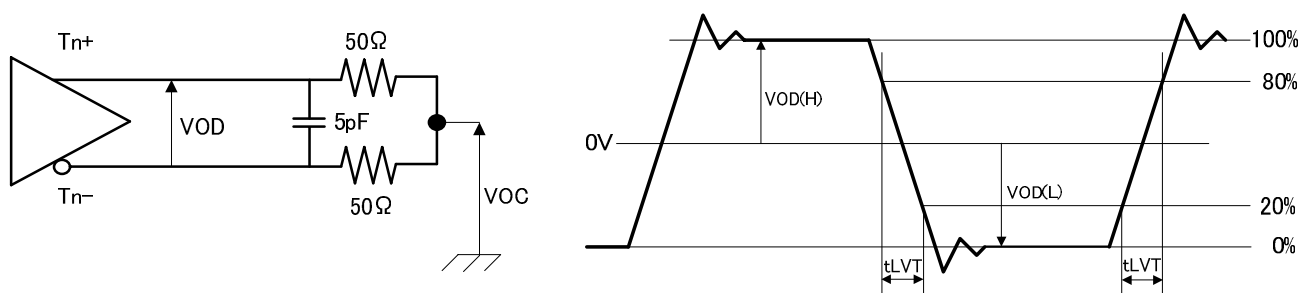 Tn+
50Ω
VOD
5pF
Tn-
50Ω
VOC
100%
80%
VOD(H)
0V
VOD(L)
20%
0%
tLVT
tLVT